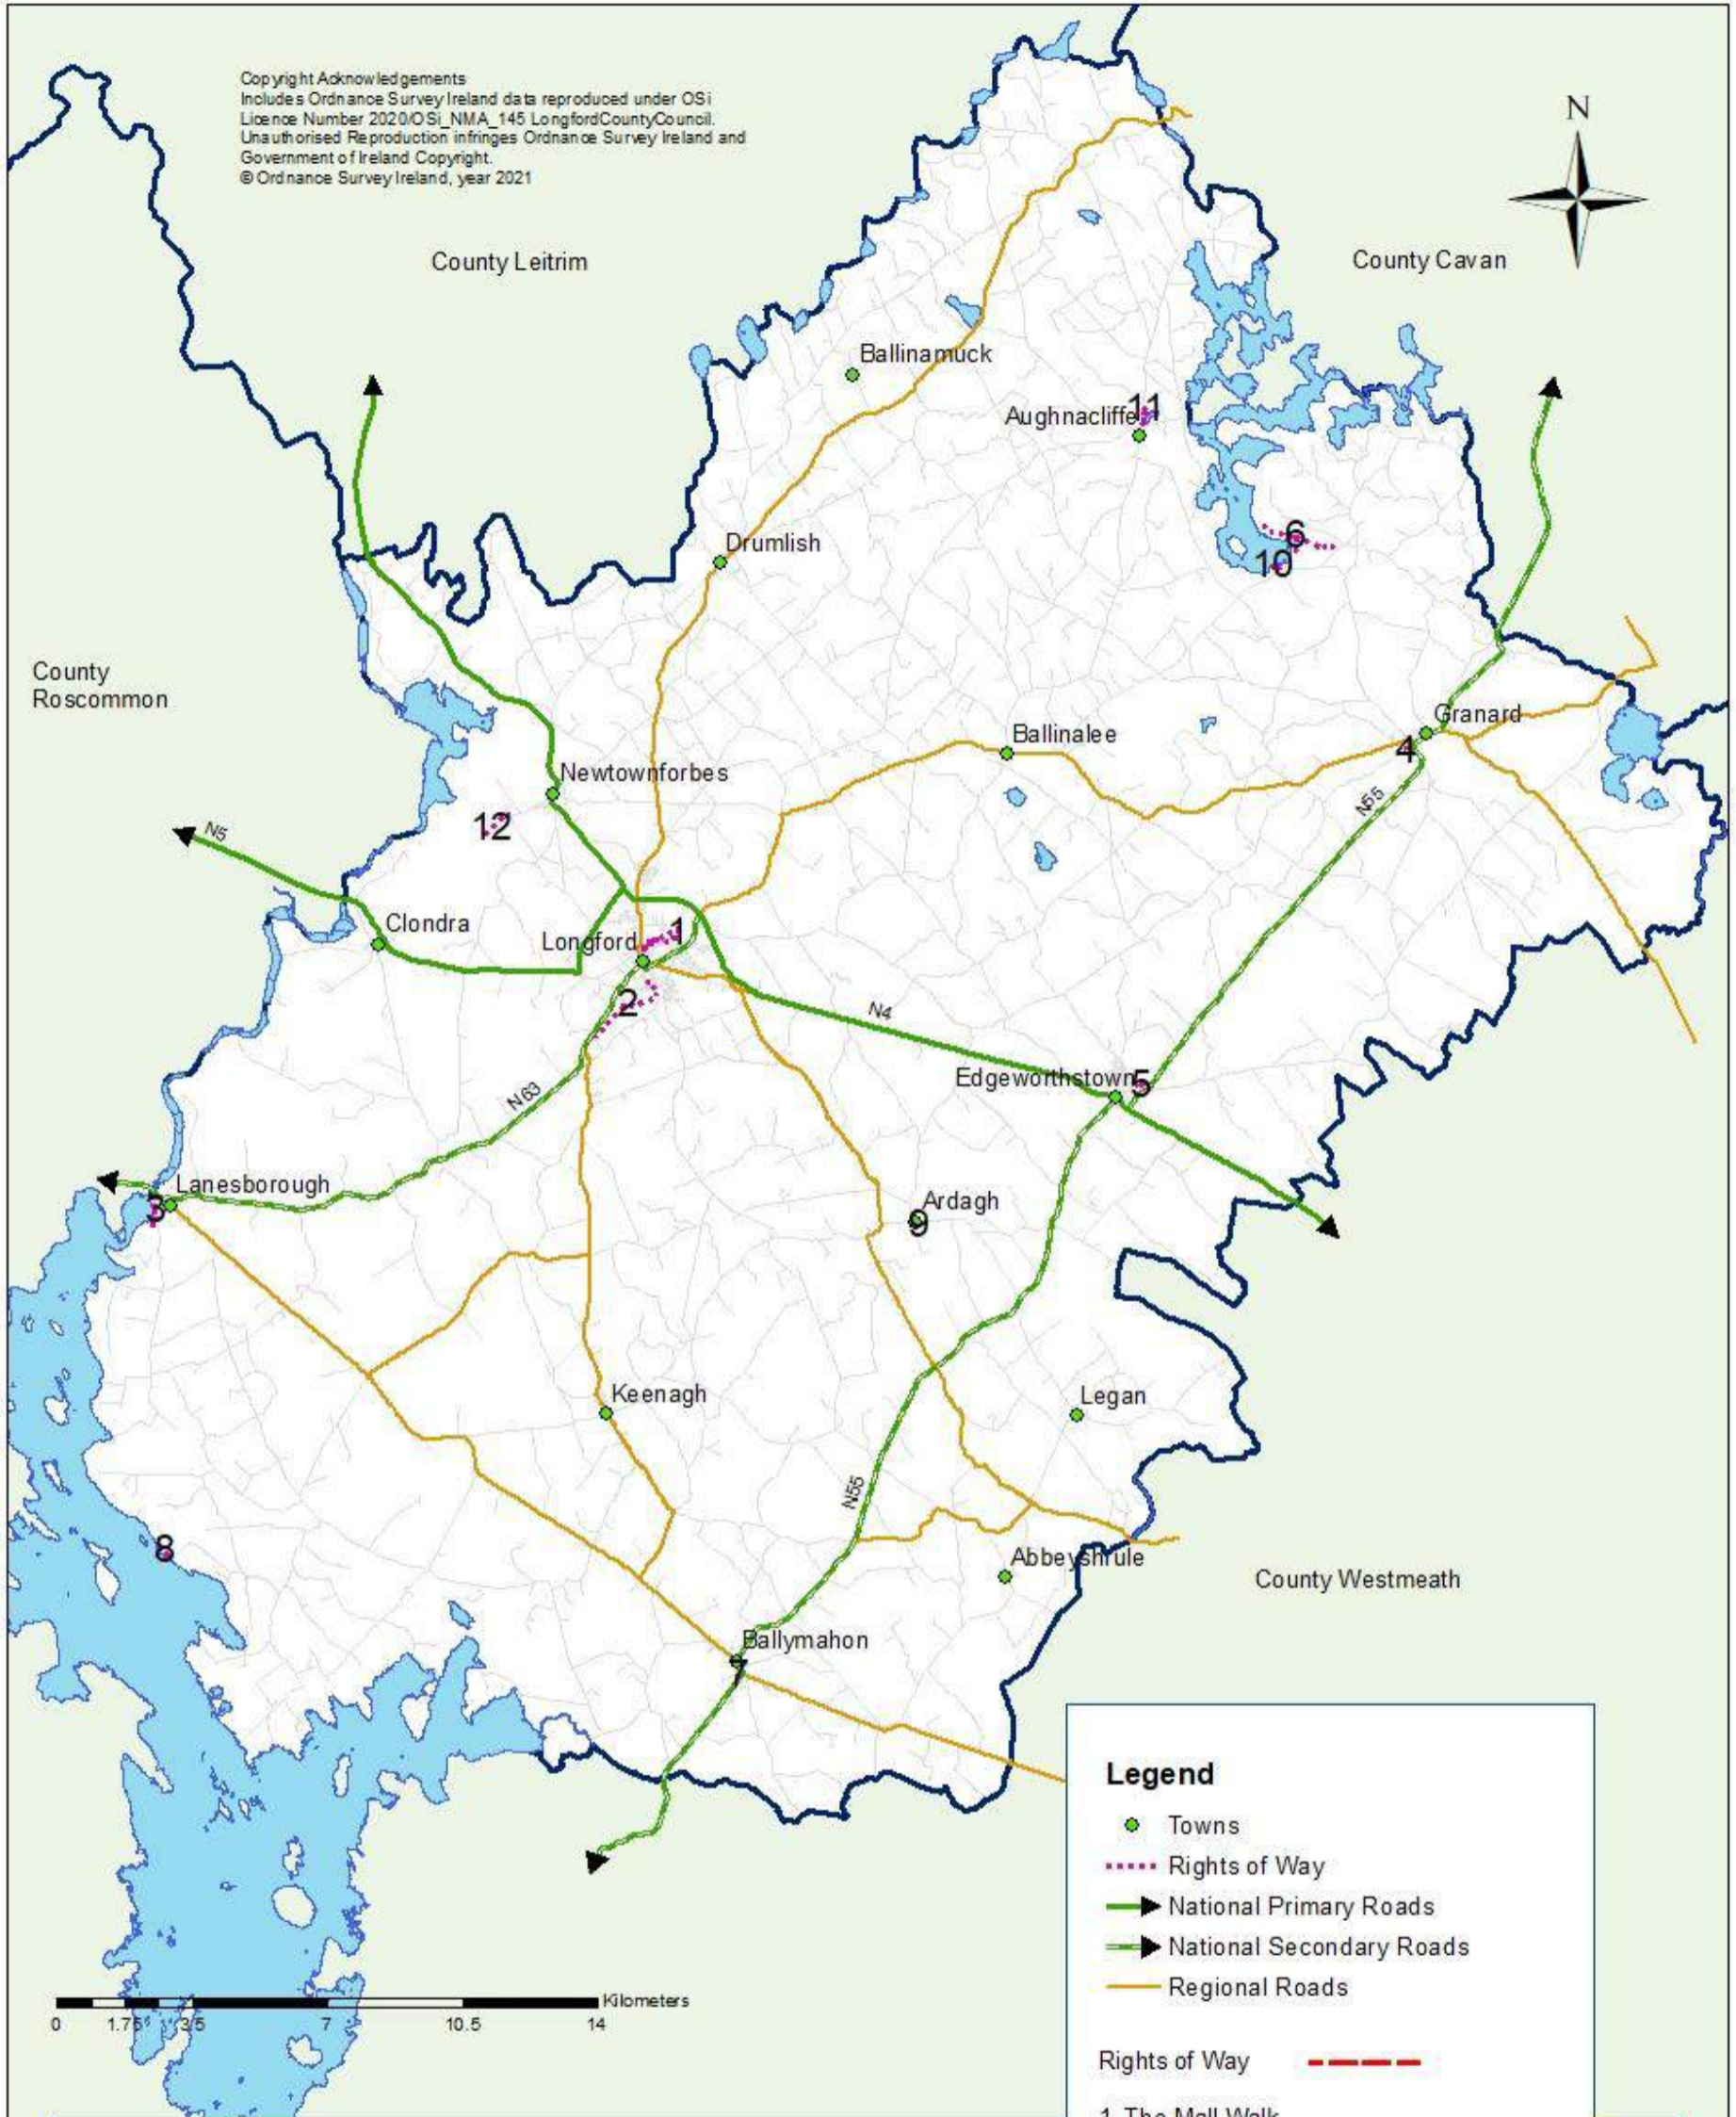 Copyright Acknowledgements
Includes Ordnance Survey Ireland data reproduced under OSi
Licence Number 2020/OSi_NMA_145 LongfordCountyCouncil.
Unauthorised Reproduction infringes Ordnance Survey Ireland and
Government of Ireland Copyright.
© Ordnance Survey Ireland, year 2021
N
County Leitrim
County Cavan
Ballinamuck
11
Aughnacliffe
6
10
Drumlish
County
Roscommon
Granard
4
Ballinalee
Newtownforbes
12
N5
N55
Clondra
Longford
1
2
N4
Edgeworthstown
5
N63
Lanesborough
3
Ardagh
9
Keenagh
Legan
N55
8
Abbeyshrule
County Westmeath
Ballymahon
7
Legend
Towns
Rights of Way
National Primary Roads
National Secondary Roads
Regional Roads
Kilometers
0 1.75 3.5 7 10.5 14
Rights of Way
1 The Mall Walk